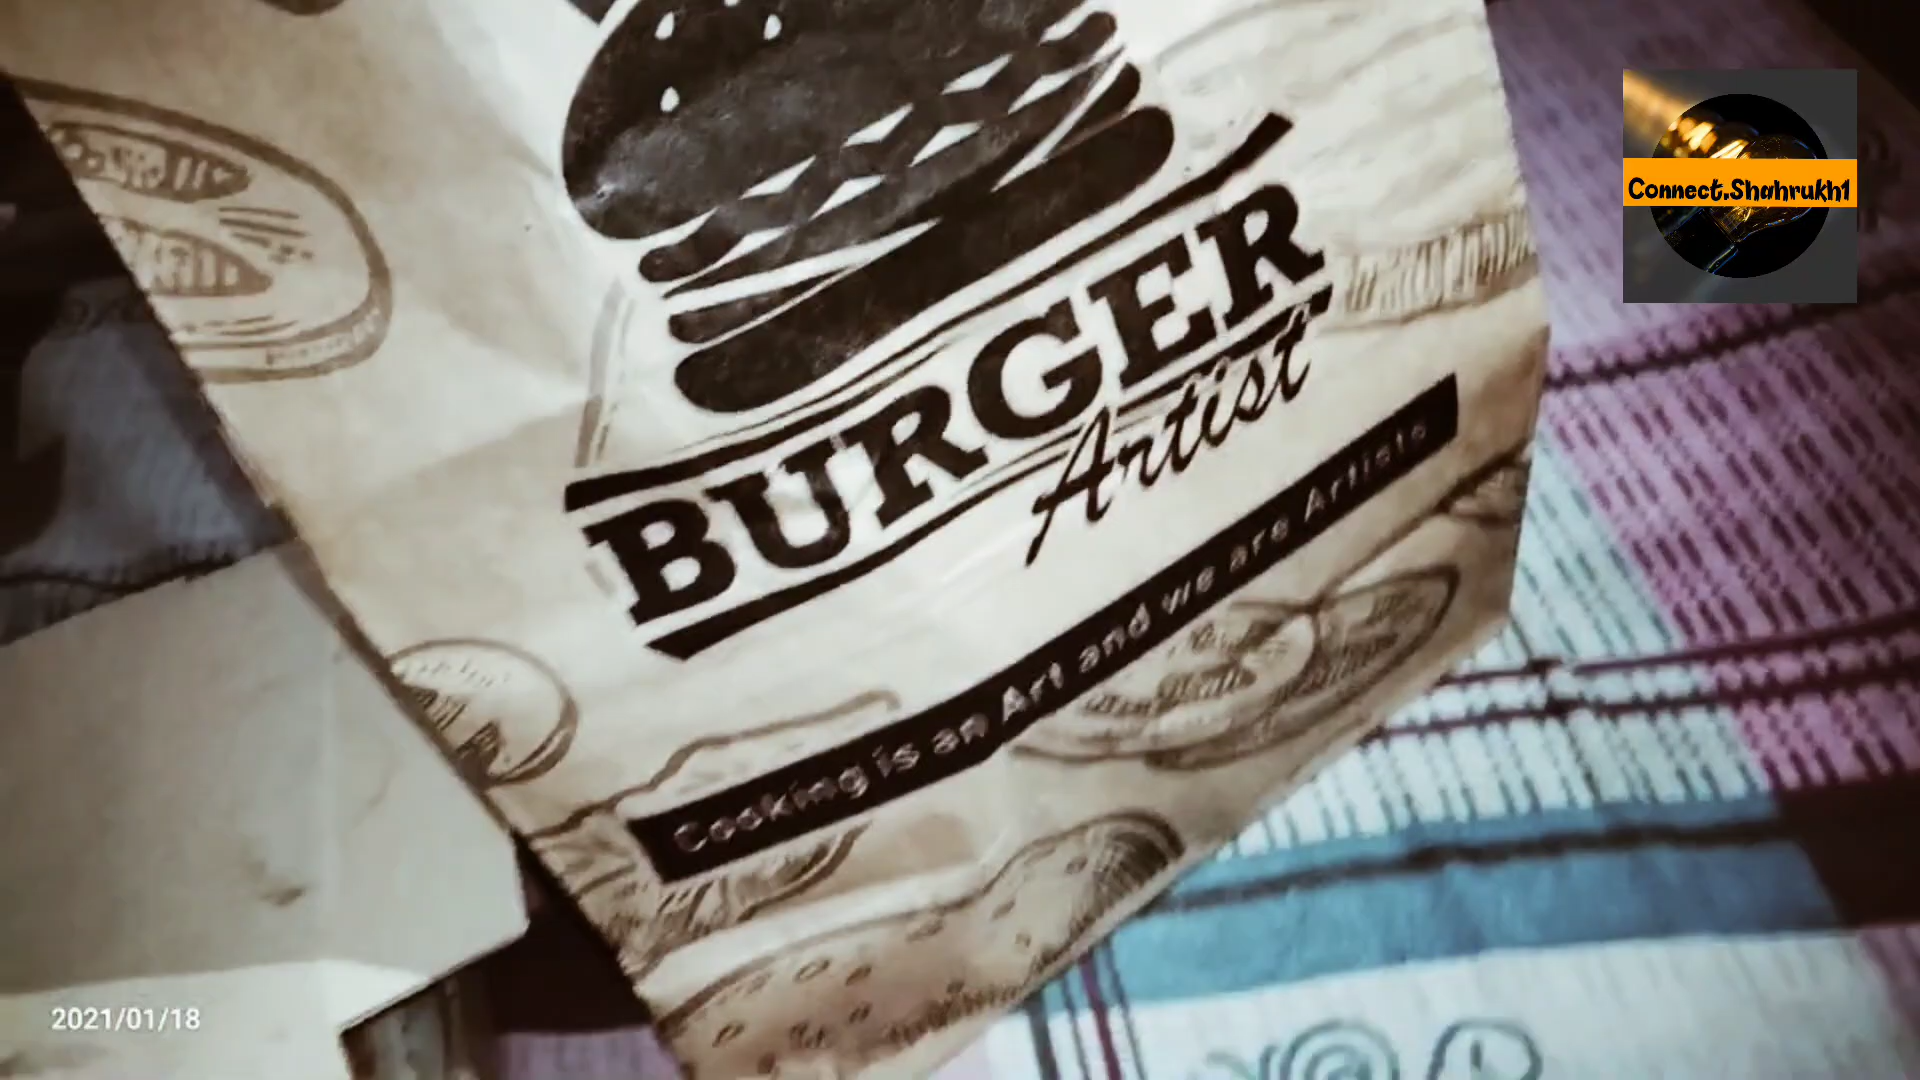 Connect.Shahrukh1
BURGER
Artist
Cooking is an Art and we are Artists
2021/01/18